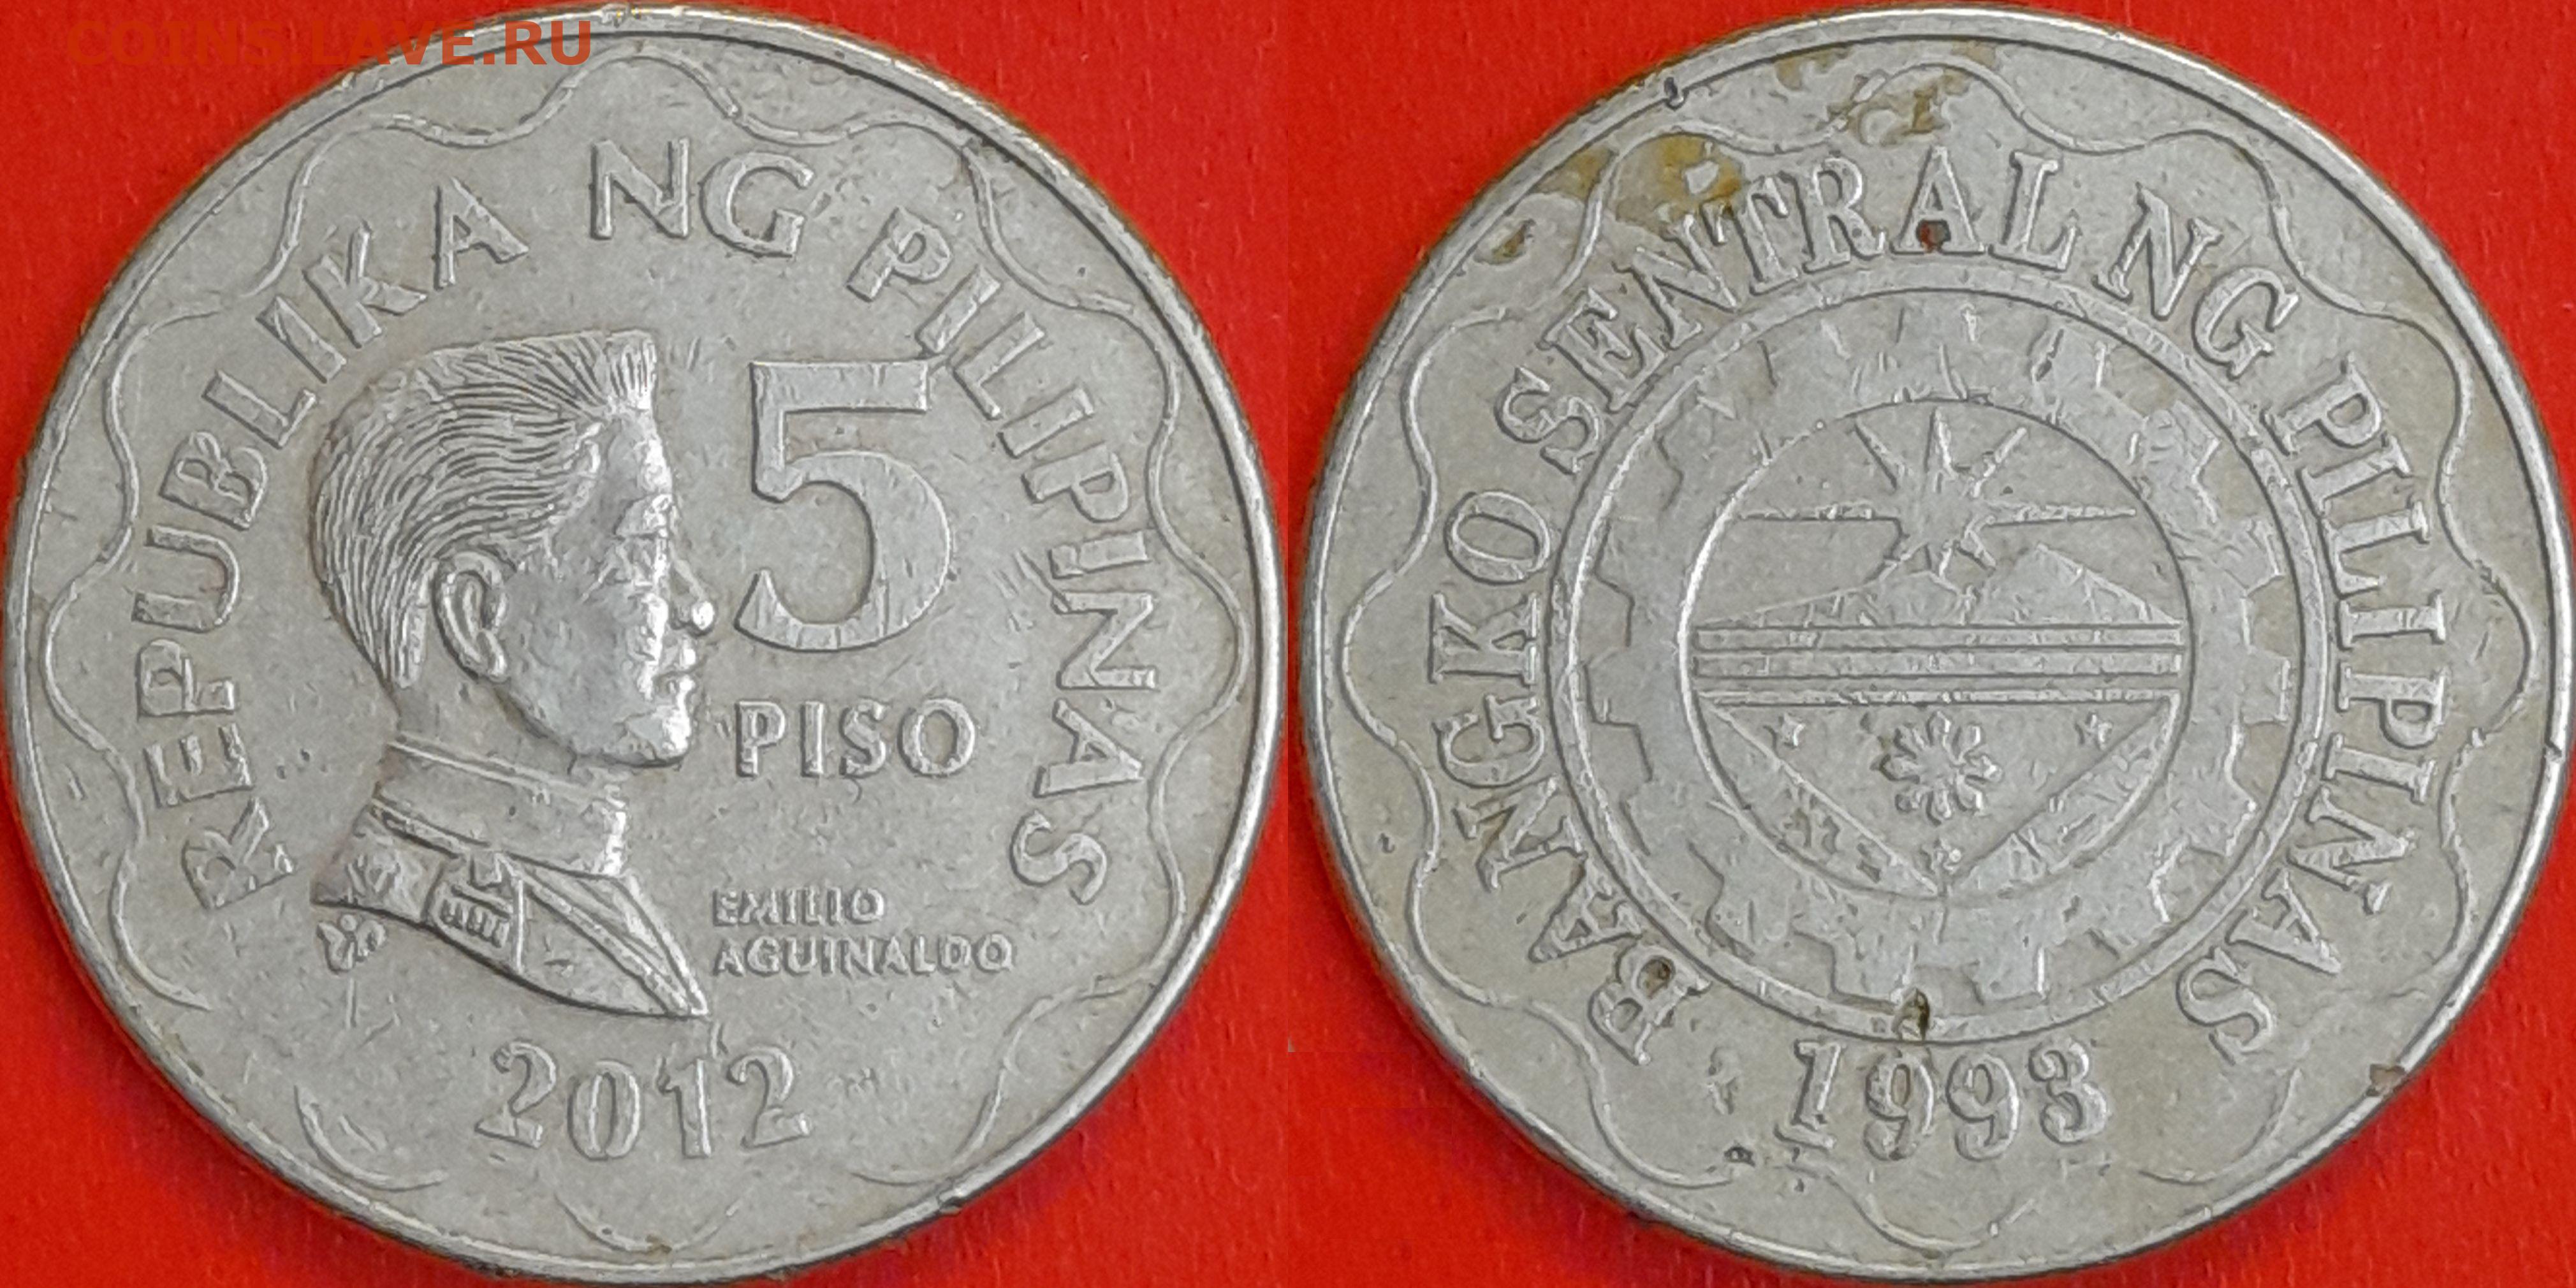 COINS.LAVE.RU
REPUBLIKA NG PILIPINAS
5
PISO
EMILIO
AGUINALDO
2012
BANGKO SENTRAL NG PILIPINAS
1993